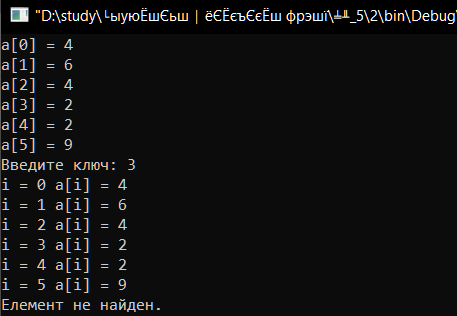 "D:\study\└ыуюЁшЄьш | ёЄЁєъЄєЁш фрэшї\╧╨_5\2\bin\Debug\
a[0] = 4
a[1] = 6
a[2] = 4
a[3] = 2
a[4] = 2
a[5] = 9
Введите ключ: 3
i = 0 a[i] = 4
i = 1 a[i] = 6
i = 2 a[i] = 4
i = 3 a[i] = 2
i = 4 a[i] = 2
i = 5 a[i] = 9
Елемент не найден.